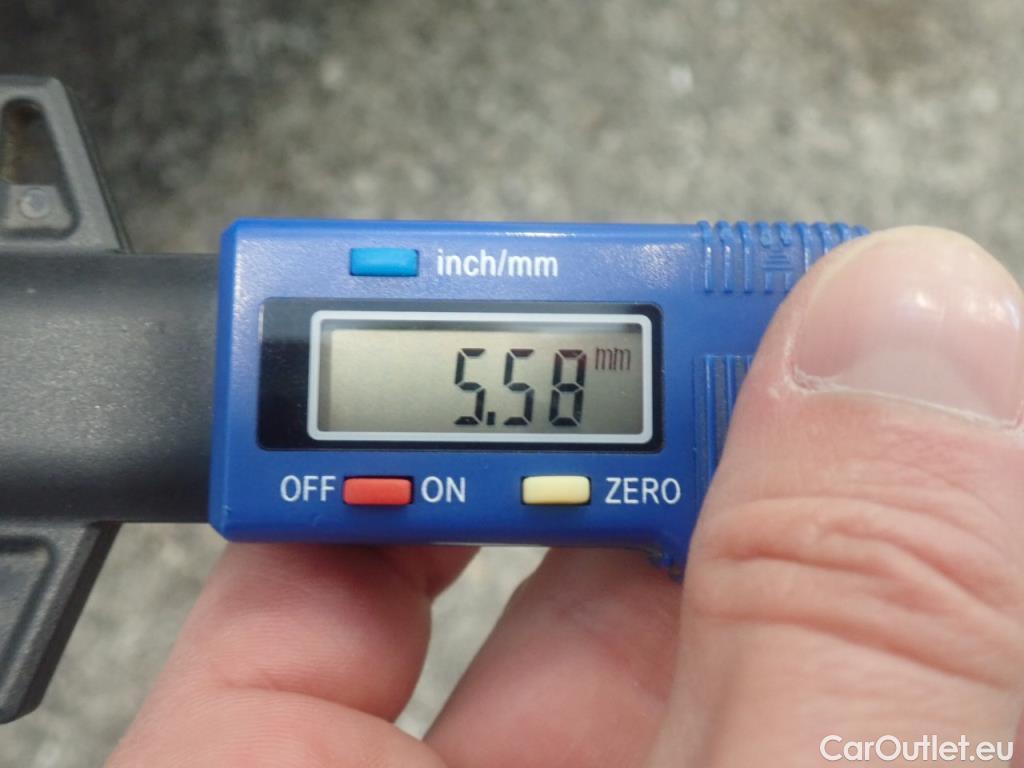 inch/mm
5.58 mm
OFF ON ZERO
CarOutlet.eu